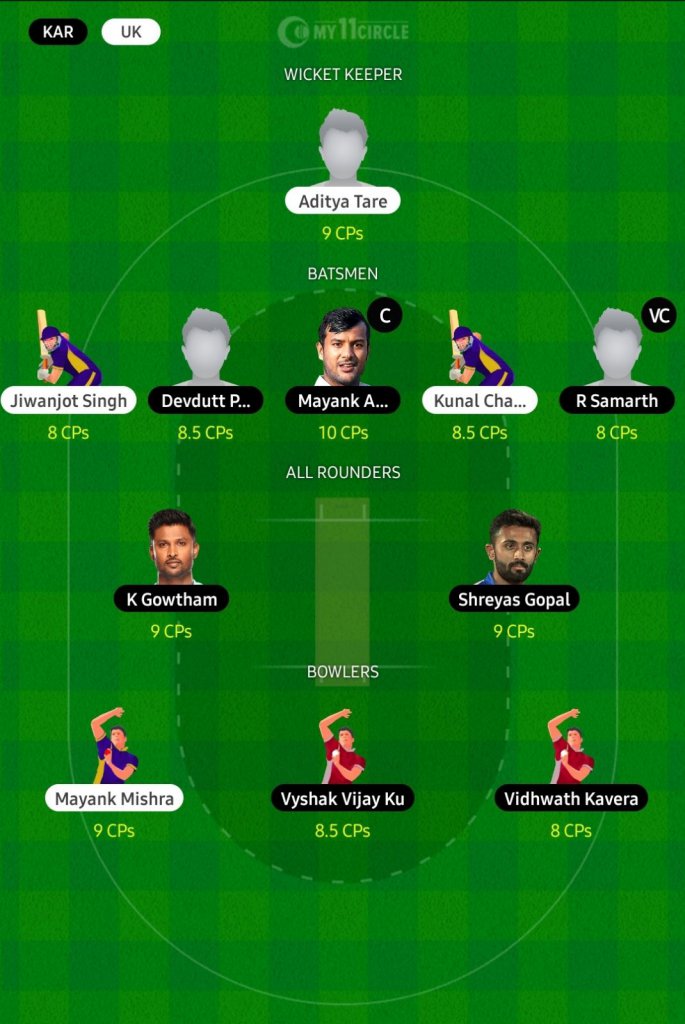 KAR UK MY11CIRCLE
WICKET KEEPER
Aditya Tare
9 CPs
BATSMEN
C VC
Jiwanjot Singh Devdutt P... Mayank A... Kunal Cha... R Samarth
8 CPs 8.5 CPs 10 CPs 8.5 CPs 8 CPs
ALL ROUNDERS
K Gowtham Shreyas Gopal
9 CPs 9 CPs
BOWLERS
Mayank Mishra Vyshak Vijay Ku Vidhwath Kavera
9 CPs 8.5 CPs 8 CPs